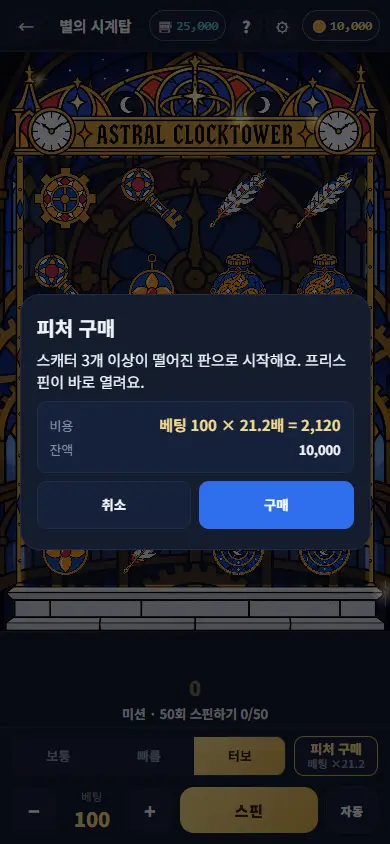 ← 별의 시계탑 25,000 ? 10,000
ASTRAL CLOCKTOWER
피처 구매
스캐터 3개 이상이 떨어진 판으로 시작해요. 프리스
핀이 바로 열려요.
비용 베팅 100 × 21.2배 = 2,120
잔액 10,000
취소 구매
0
미션 · 50회 스핀하기 0/50
보통 빠름 터보 피처 구매
베팅 ×21.2
베팅
− 100 + 스핀 자동